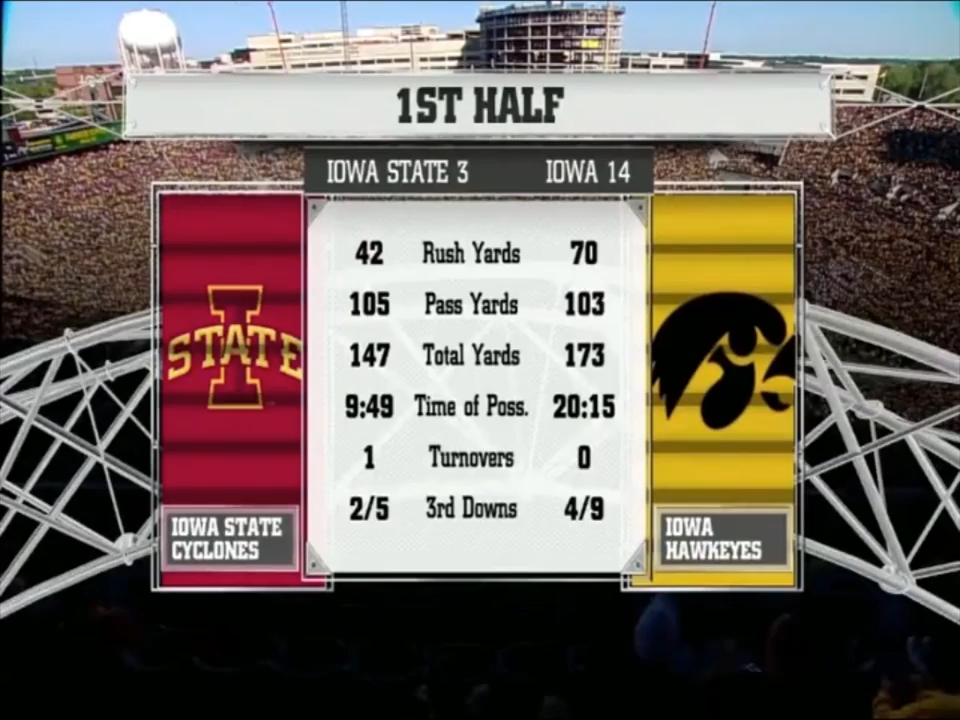 1ST HALF
IOWA STATE 3 IOWA 14
42 Rush Yards 70
105 Pass Yards 103
147 Total Yards 173
9:49 Time of Poss. 20:15
1 Turnovers 0
2/5 3rd Downs 4/9
I
STATE
IOWA STATE
CYCLONES
IOWA
HAWKEYES